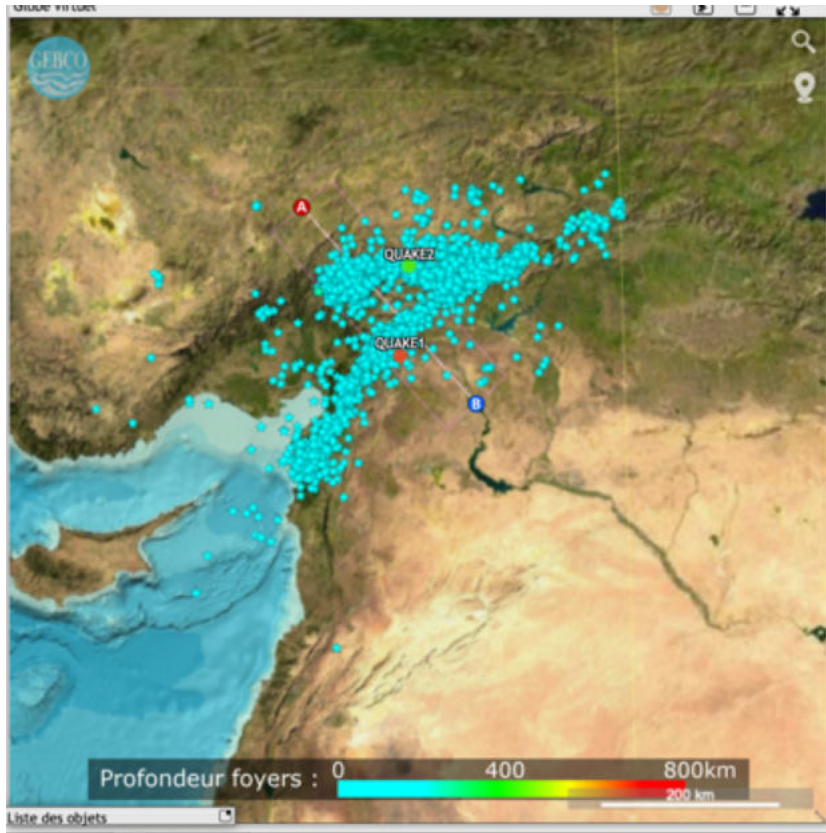 Globe virtuel
GEBCO
A
QUAKE2
QUAKE1
B
Profondeur foyers :
0 400 800km
200 km
Liste des objets